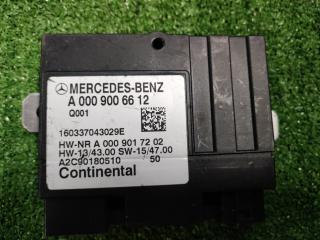 MERCEDES-BENZ
A 000 900 66 12
Q001
160337043029E
HW-NR A 000 901 72 02
HW-13/43.00 SW-15/47.00
A2C90180510 50
Continental